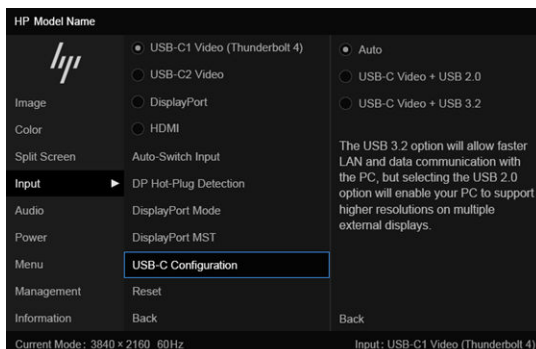 HP Model Name
hp
Image
Color
Split Screen
Input
Audio
Power
Menu
Management
Information
USB-C1 Video (Thunderbolt 4)
USB-C2 Video
DisplayPort
HDMI
Auto-Switch Input
DP Hot-Plug Detection
DisplayPort Mode
DisplayPort MST
USB-C Configuration
Reset
Back
Auto
USB-C Video + USB 2.0
USB-C Video + USB 3.2
The USB 3.2 option will allow faster
LAN and data communication with
the PC, but selecting the USB 2.0
option will enable your PC to support
higher resolutions on multiple
external displays.
Back
Current Mode: 3840 × 2160 60Hz
Input: USB-C1 Video (Thunderbolt 4)